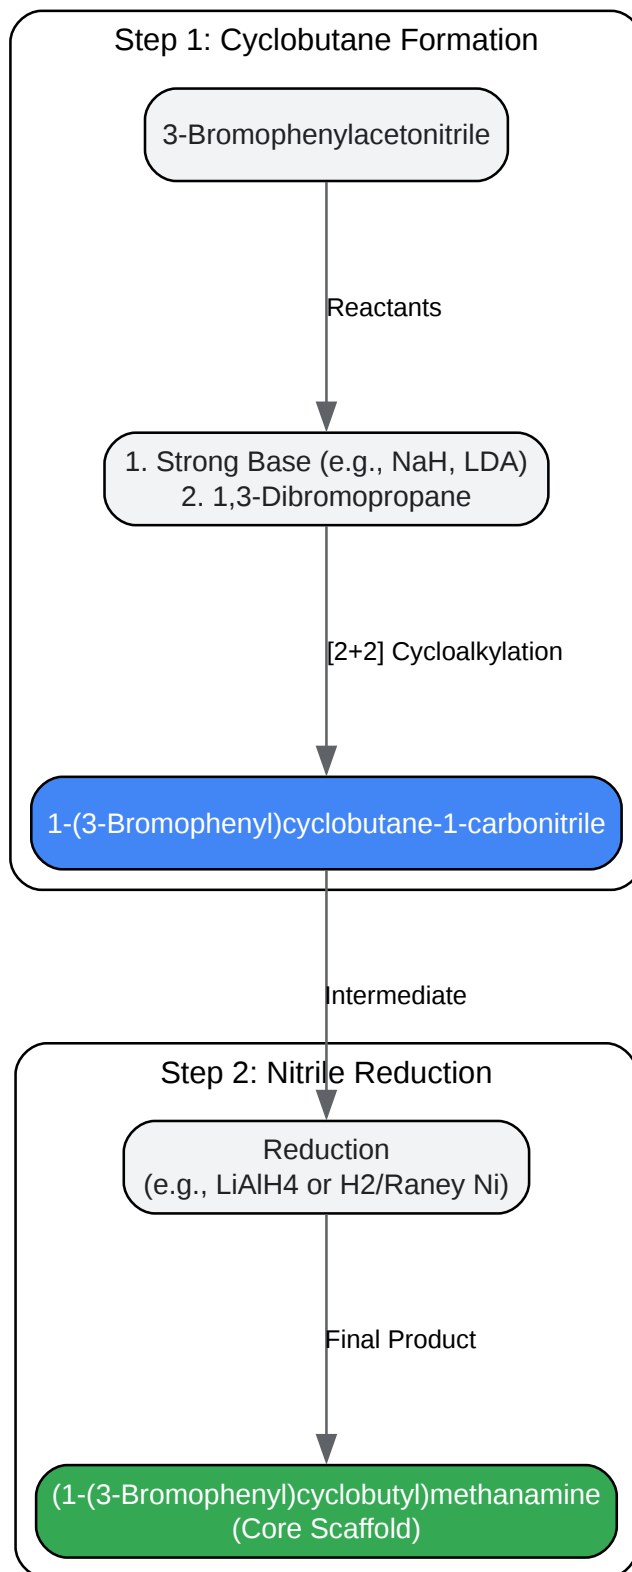 Step 1: Cyclobutane Formation
3-Bromophenylacetonitrile
Reactants
1. Strong Base (e.g., NaH, LDA)
2. 1,3-Dibromopropane
[2+2] Cycloalkylation
1-(3-Bromophenyl)cyclobutane-1-carbonitrile
Intermediate
Step 2: Nitrile Reduction
Reduction
(e.g., LiAlH4 or H2/Raney Ni)
Final Product
(1-(3-Bromophenyl)cyclobutyl)methanamine
(Core Scaffold)